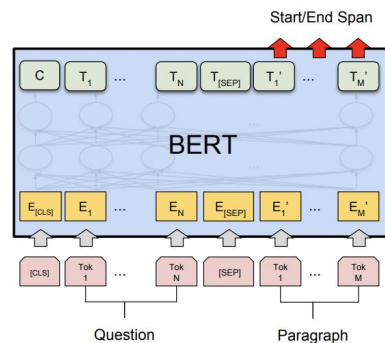 Start/End Span
C T1 ... TN T[SEP] T1' ... TM'
BERT
E[CLS] E1 ... EN E[SEP] E1' ... EM'
[CLS] Tok 1 ... Tok N [SEP] Tok 1 ... Tok M
Question Paragraph